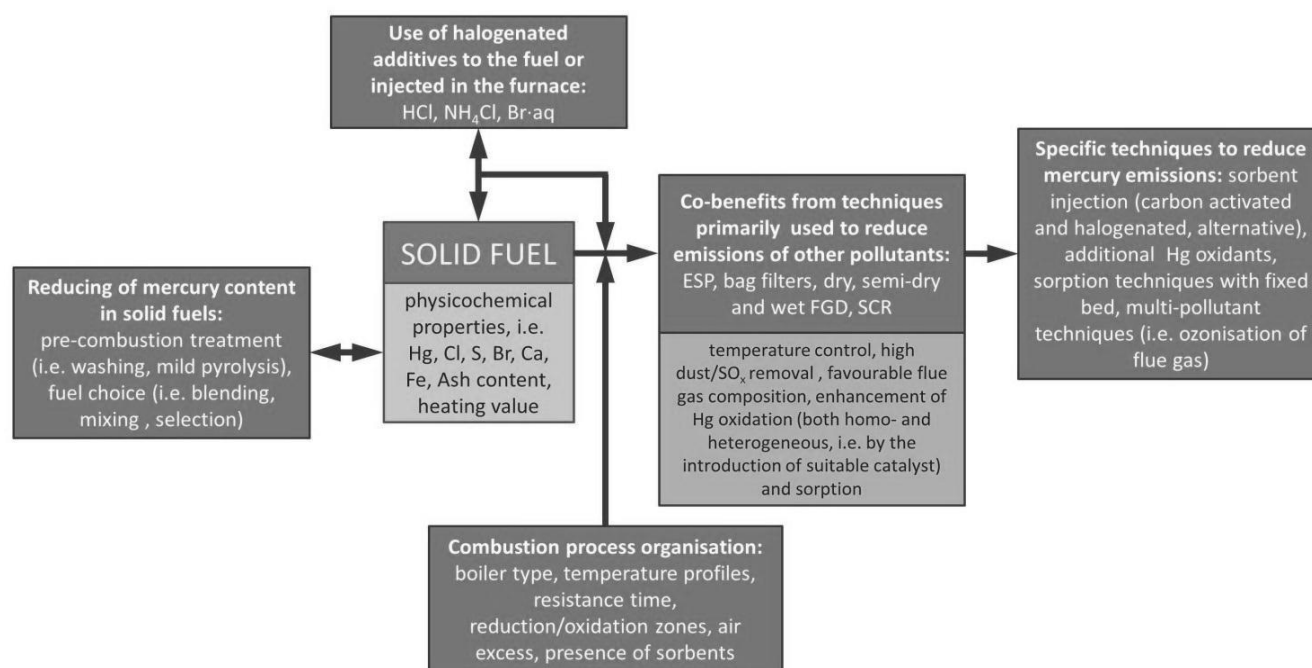 Use of halogenated
additives to the fuel or
injected in the furnace:
HCl, NH₄Cl, Br·aq
Specific techniques to reduce
mercury emissions: sorbent
injection (carbon activated
and halogenated, alternative),
additional Hg oxidants,
sorption techniques with fixed
bed, multi-pollutant
techniques (i.e. ozonisation of
flue gas)
Co-benefits from techniques
primarily used to reduce
emissions of other pollutants:
ESP, bag filters, dry, semi-dry
and wet FGD, SCR
temperature control, high
dust/SOₓ removal , favourable flue
gas composition, enhancement of
Hg oxidation (both homo- and
heterogeneous, i.e. by the
introduction of suitable catalyst)
and sorption
SOLID FUEL
physicochemical
properties, i.e.
Hg, Cl, S, Br, Ca,
Fe, Ash content,
heating value
Reducing of mercury content
in solid fuels:
pre-combustion treatment
(i.e. washing, mild pyrolysis),
fuel choice (i.e. blending,
mixing , selection)
Combustion process organisation:
boiler type, temperature profiles,
resistance time,
reduction/oxidation zones, air
excess, presence of sorbents